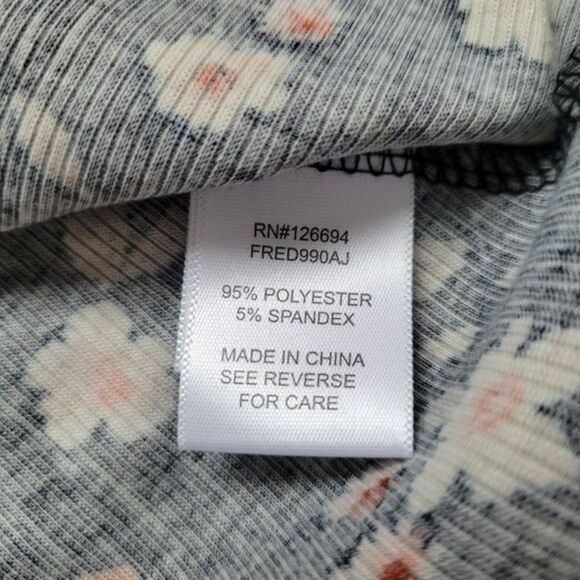 RN#126694
FRED990AJ
95% POLYESTER
5% SPANDEX
MADE IN CHINA
SEE REVERSE
FOR CARE